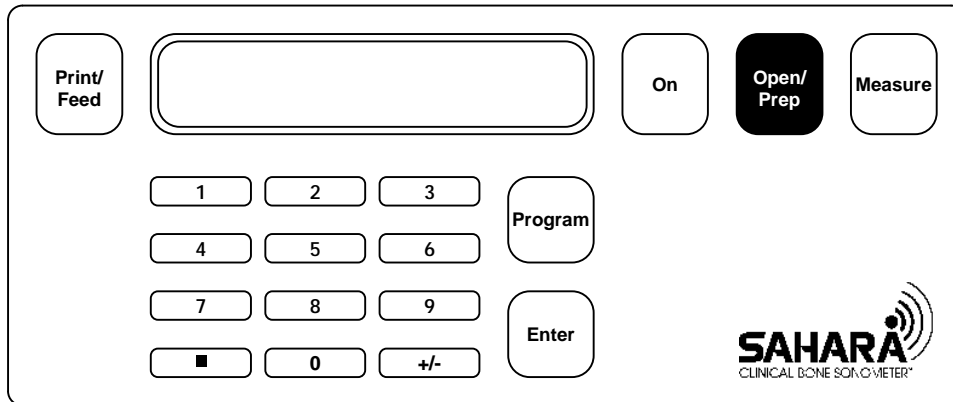 Print/
Feed
On
Open/
Prep
Measure
1 2 3
Program
4 5 6
7 8 9
Enter
■ 0 +/-
SAHARA
CLINICAL BONE SONOMETER™